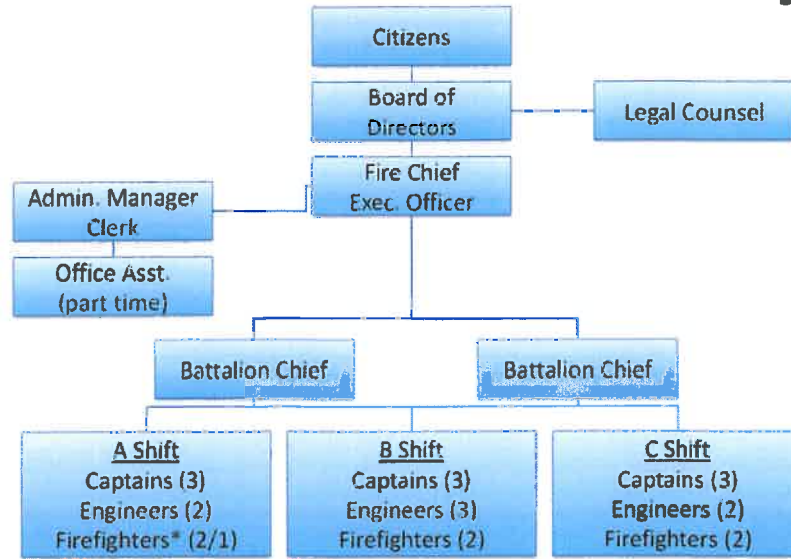 Citizens
Board of
Directors
Legal Counsel
Fire Chief
Exec. Officer
Admin. Manager
Clerk
Office Asst.
(part time)
Battalion Chief
Battalion Chief
A Shift
Captains (3)
Engineers (2)
Firefighters* (2/1)
B Shift
Captains (3)
Engineers (3)
Firefighters (2)
C Shift
Captains (3)
Engineers (2)
Firefighters (2)